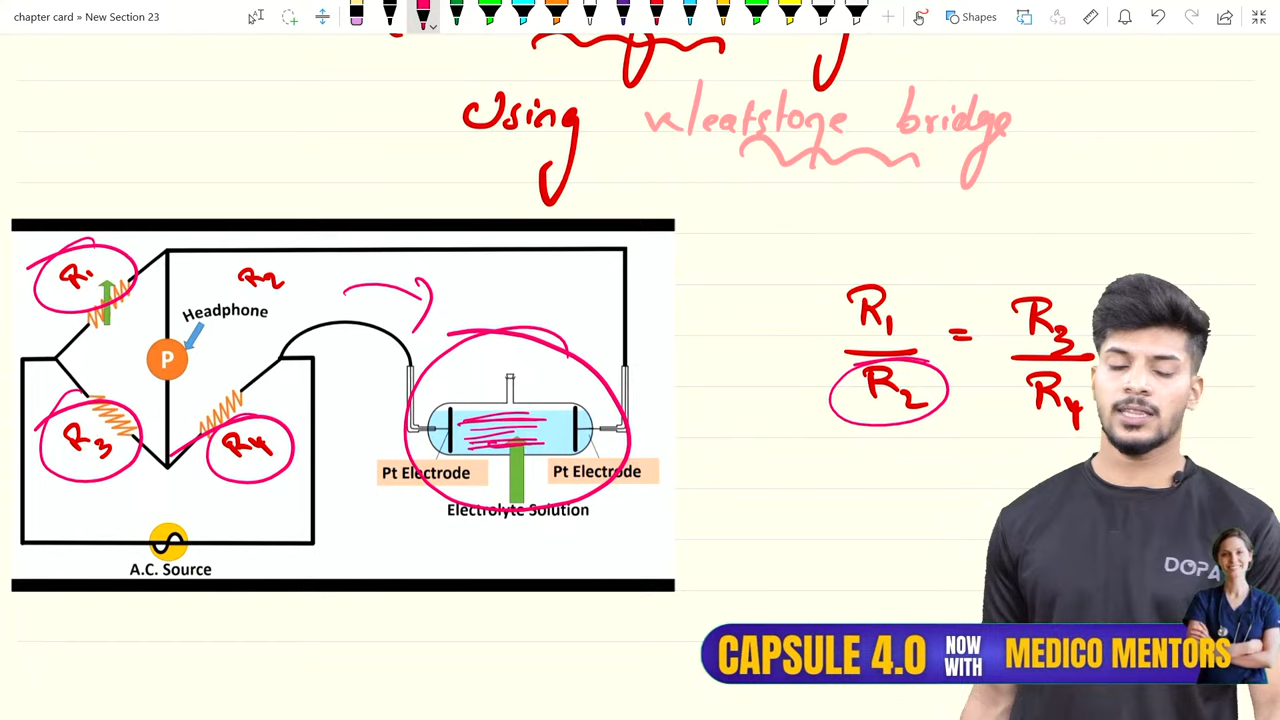 chapter card » New Section 23
Shapes
Using wheatstone bridge
R1
R2
Headphone
P
R3
R4
Pt Electrode
Pt Electrode
Electrolyte Solution
A.C. Source
R1 = R3
R2 R4
DOPA
CAPSULE 4.0 NOW WITH MEDICO MENTORS